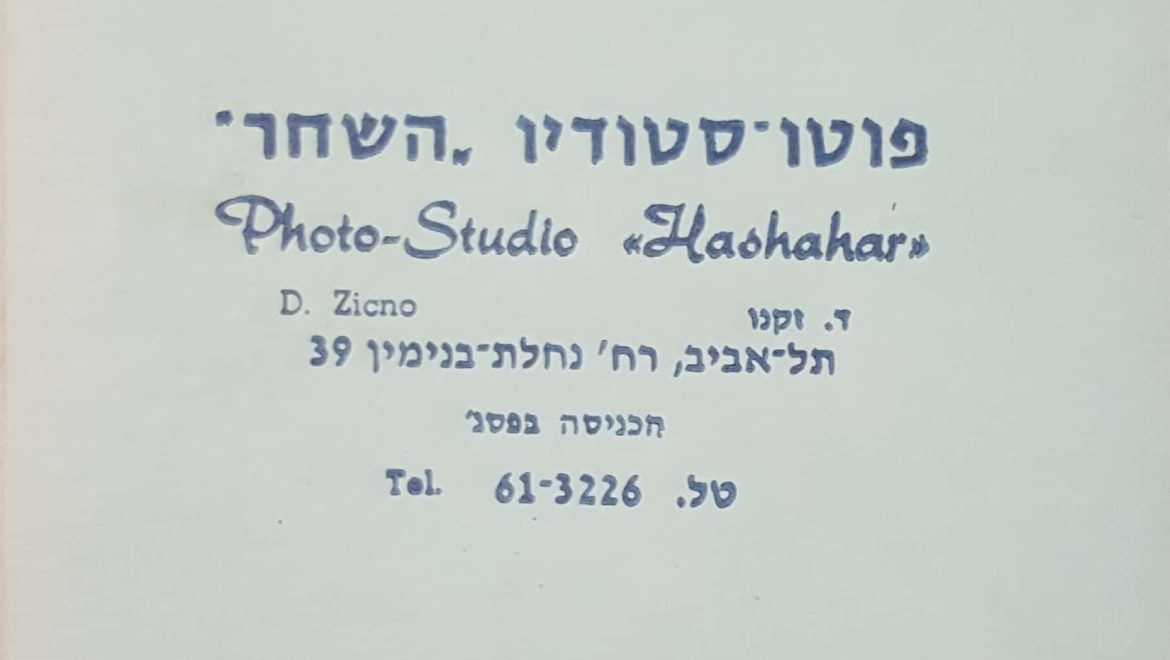 פוטו־סטודיו „השחר"
Photo-Studio «Hashahar»
D. Zicno ד. זקנו
תל־אביב, רח' נחלת־בנימין 39
הכניסה בפסג'
Tel. 61-3226 טל.